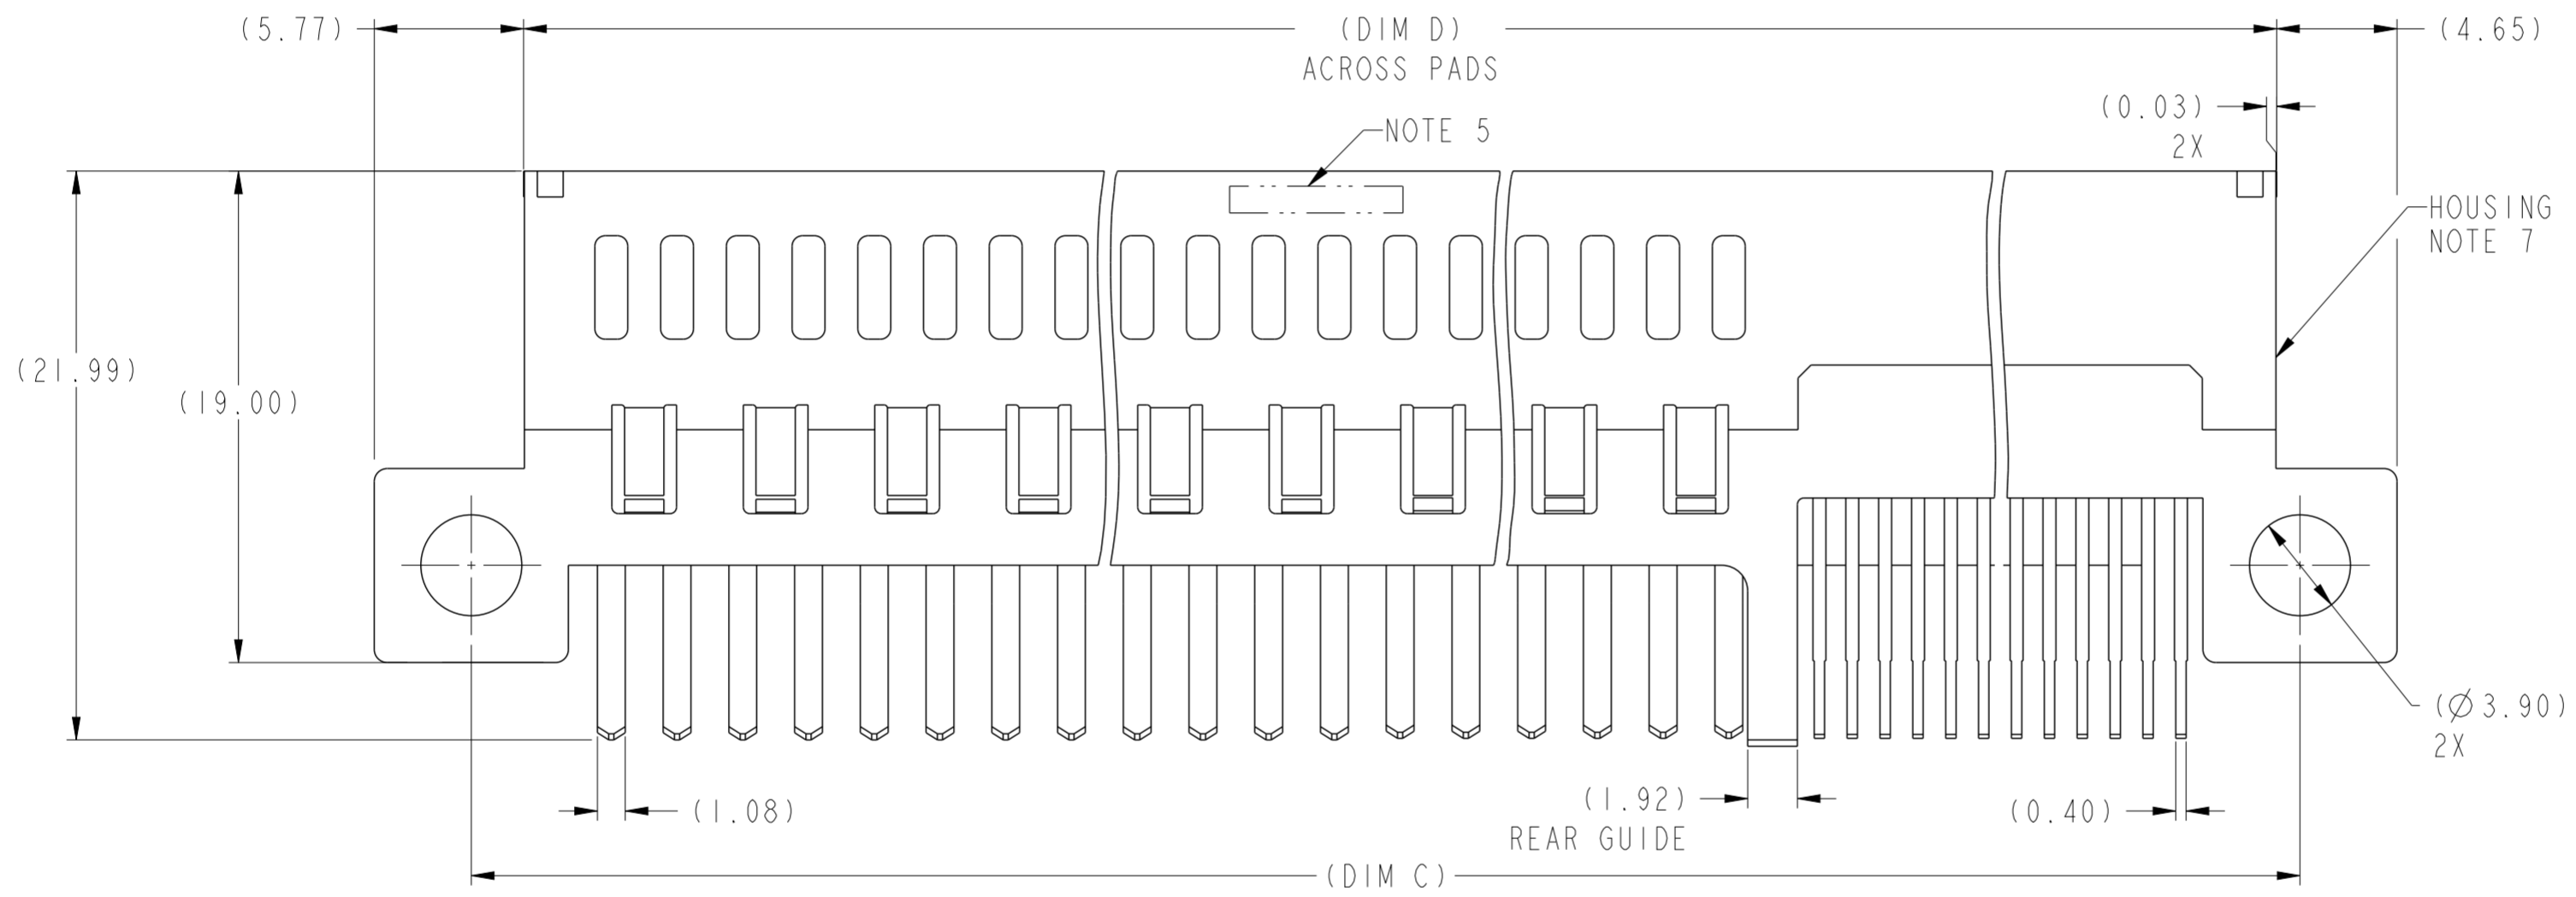 (5.77)
(DIM D)
ACROSS PADS
(4.65)
(0.03)
2X
NOTE 5
HOUSING
NOTE 7
(21.99)
(19.00)
(Ø3.90)
2X
(1.08)
(1.92)
REAR GUIDE
(0.40)
(DIM C)